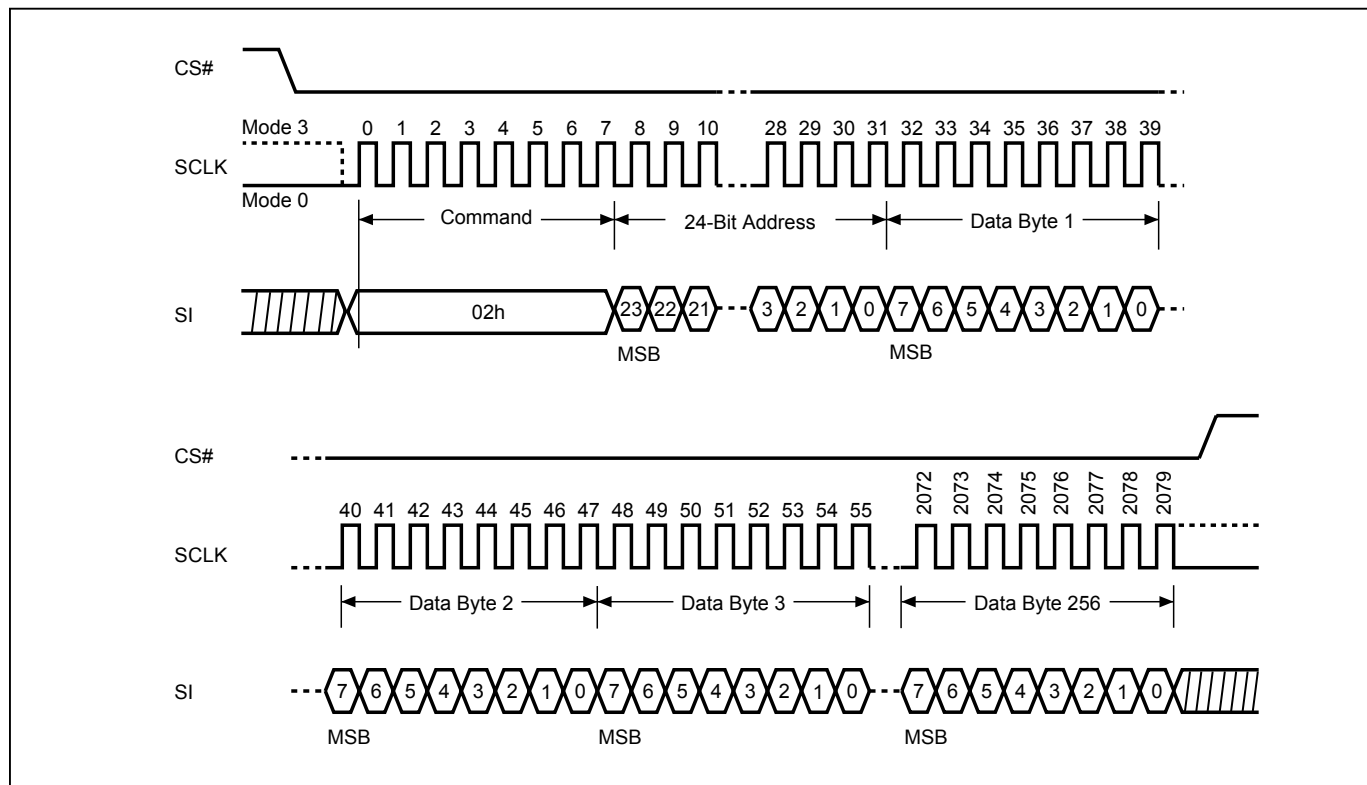 CS#
Mode 3 0 1 2 3 4 5 6 7 8 9 10 28 29 30 31 32 33 34 35 36 37 38 39
SCLK
Mode 0
Command 24-Bit Address Data Byte 1
SI 02h 23 22 21 3 2 1 0 7 6 5 4 3 2 1 0
MSB MSB
CS#
40 41 42 43 44 45 46 47 48 49 50 51 52 53 54 55 2072 2073 2074 2075 2076 2077 2078 2079
SCLK
Data Byte 2 Data Byte 3 Data Byte 256
SI 7 6 5 4 3 2 1 0 7 6 5 4 3 2 1 0 7 6 5 4 3 2 1 0
MSB MSB MSB